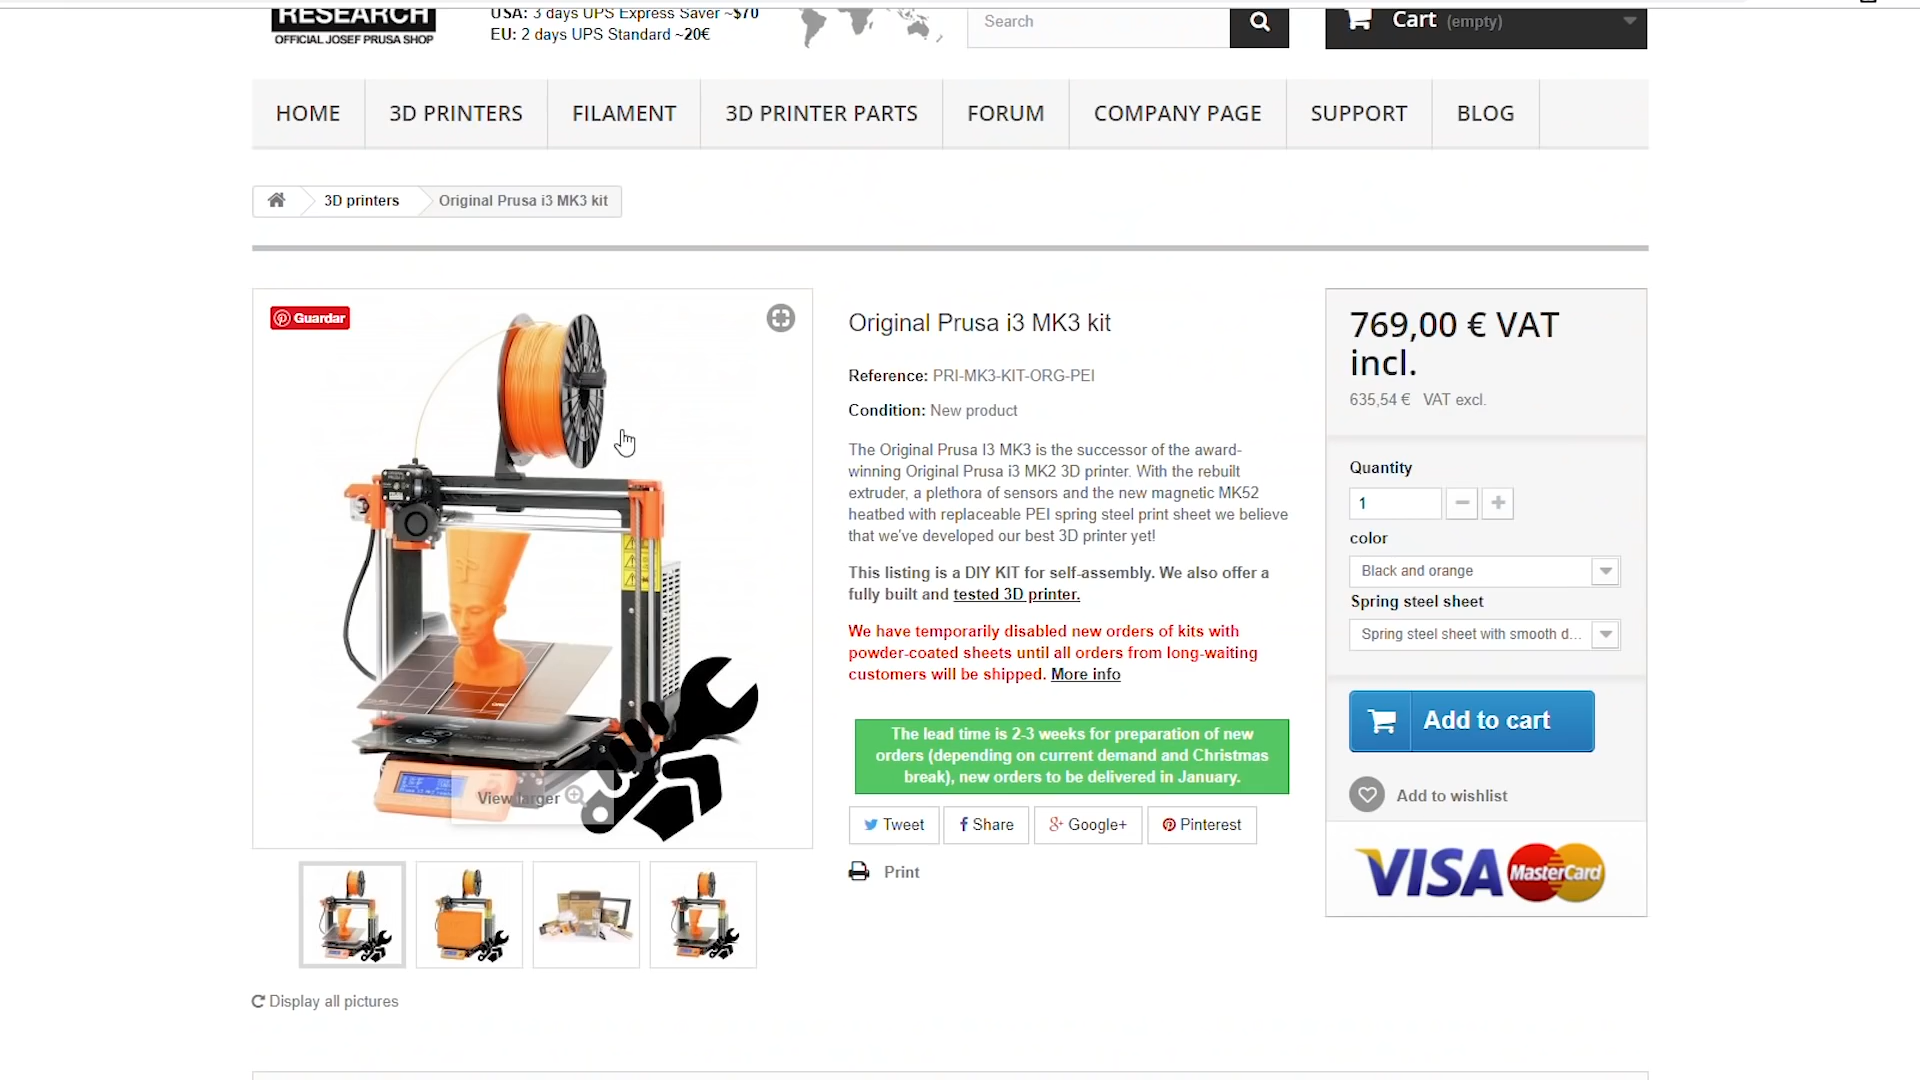 RESEARCH
OFFICIAL JOSEF PRUSA SHOP
USA: 3 days UPS Express Saver ~$70
EU: 2 days UPS Standard ~20€
Search
Cart (empty)
HOME
3D PRINTERS
FILAMENT
3D PRINTER PARTS
FORUM
COMPANY PAGE
SUPPORT
BLOG
3D printers
Original Prusa i3 MK3 kit
Guardar
View larger
Display all pictures
Original Prusa i3 MK3 kit
Reference: PRI-MK3-KIT-ORG-PEI
Condition: New product
The Original Prusa I3 MK3 is the successor of the award-
winning Original Prusa i3 MK2 3D printer. With the rebuilt
extruder, a plethora of sensors and the new magnetic MK52
heatbed with replaceable PEI spring steel print sheet we believe
that we've developed our best 3D printer yet!
This listing is a DIY KIT for self-assembly. We also offer a
fully built and tested 3D printer.
We have temporarily disabled new orders of kits with
powder-coated sheets until all orders from long-waiting
customers will be shipped. More info
The lead time is 2-3 weeks for preparation of new
orders (depending on current demand and Christmas
break), new orders to be delivered in January.
Tweet
Share
Google+
Pinterest
Print
769,00 € VAT
incl.
635,54 € VAT excl.
Quantity
1
color
Black and orange
Spring steel sheet
Spring steel sheet with smooth d...
Add to cart
Add to wishlist
VISA
MasterCard